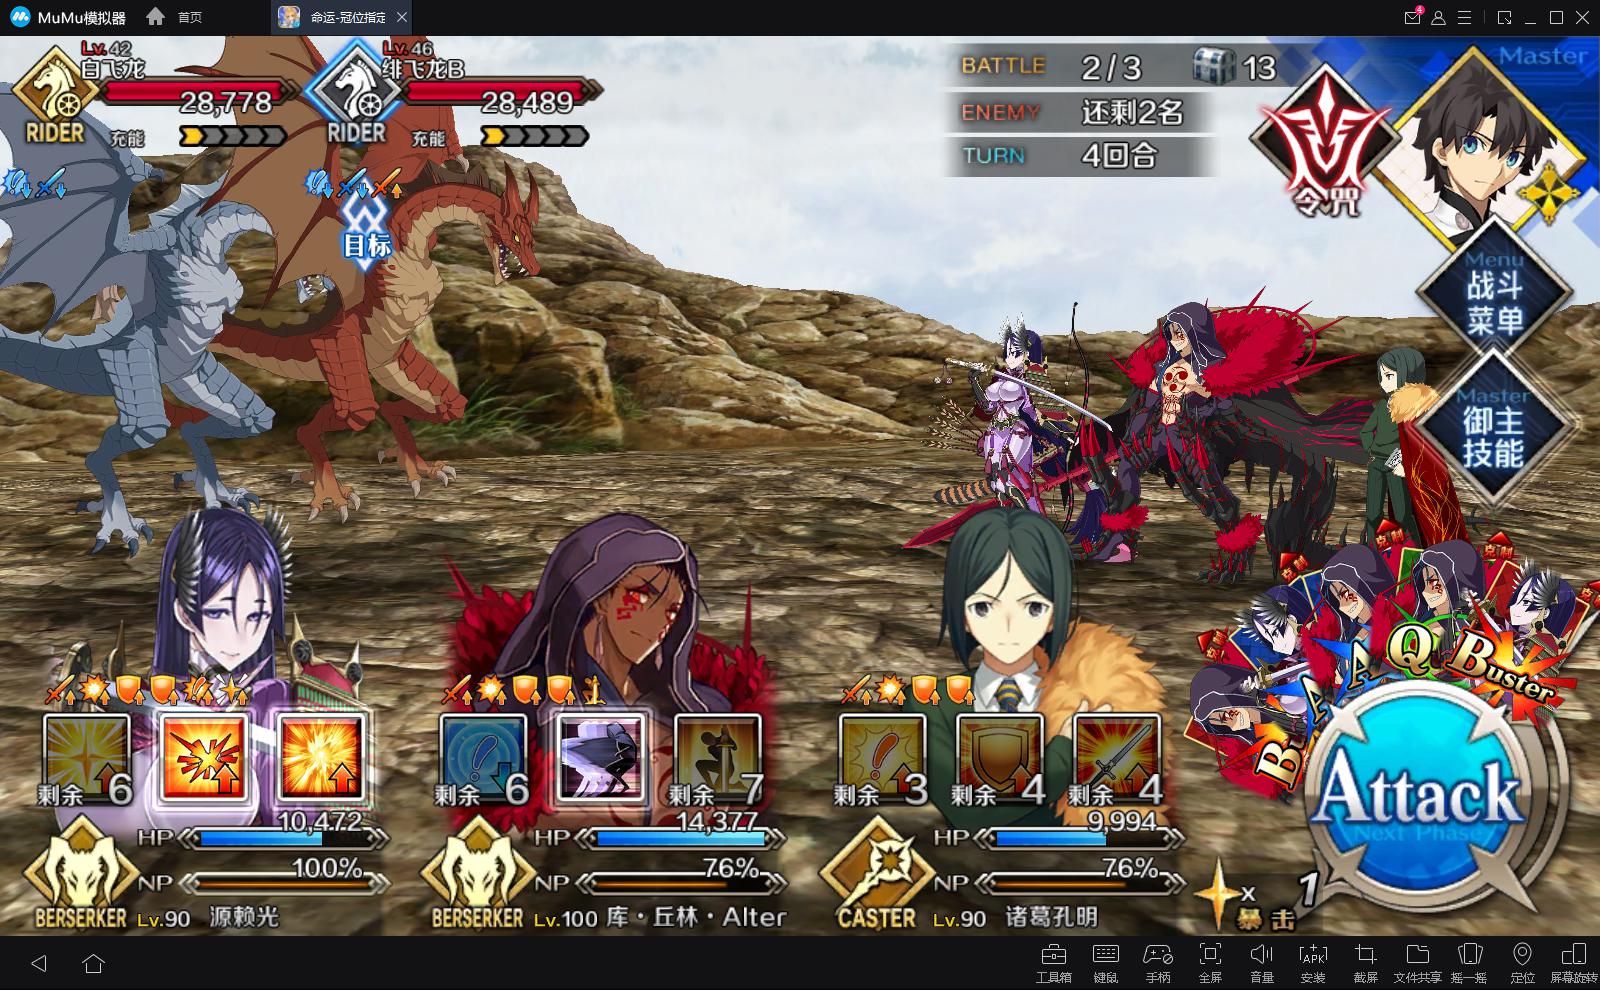 MuMu模拟器
首页
命运-冠位指定
4
Lv.42
白飞龙
28,778
RIDER
充能
Lv.46
绯飞龙B
28,489
RIDER
充能
目标
BATTLE 2/3
13
ENEMY 还剩2名
TURN 4回合
令咒
Master
Menu
战斗
菜单
Master
御主
技能
克制
克制
克制
B
A
A
Q
Buster
Attack
Next Phase
剩余 6
HP 10,472
NP 100%
BERSERKER Lv.90 源赖光
剩余 6
剩余 7
HP 14,377
NP 76%
BERSERKER Lv.100 库·丘林·Alter
剩余 3
剩余 4
剩余 4
HP 9,994
NP 76%
CASTER Lv.90 诸葛孔明
x 1
暴击
工具箱
键鼠
手柄
全屏
音量
APK
安装
截屏
文件共享
摇一摇
定位
屏幕旋转